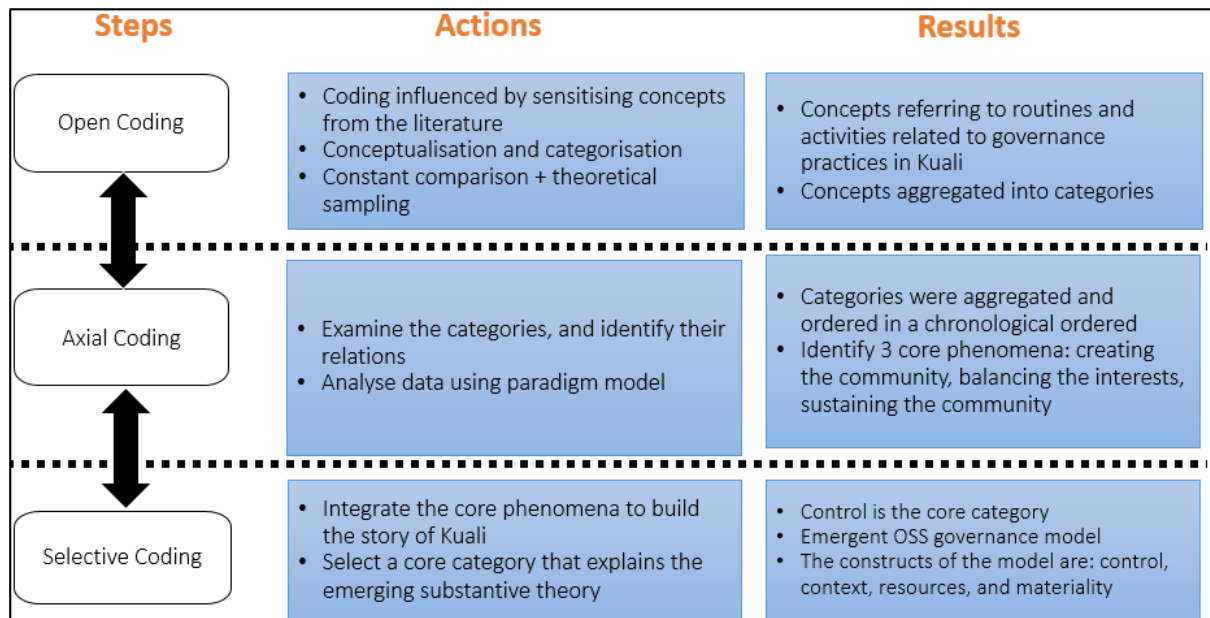 Steps
Actions
Results
Open Coding
• Coding influenced by sensitising concepts
from the literature
• Conceptualisation and categorisation
• Constant comparison + theoretical
sampling
• Concepts referring to routines and
activities related to governance
practices in Kuali
• Concepts aggregated into categories
Axial Coding
• Examine the categories, and identify their
relations
• Analyse data using paradigm model
• Categories were aggregated and
ordered in a chronological ordered
• Identify 3 core phenomena: creating
the community, balancing the interests,
sustaining the community
Selective Coding
• Integrate the core phenomena to build
the story of Kuali
• Select a core category that explains the
emerging substantive theory
• Control is the core category
• Emergent OSS governance model
• The constructs of the model are: control,
context, resources, and materiality